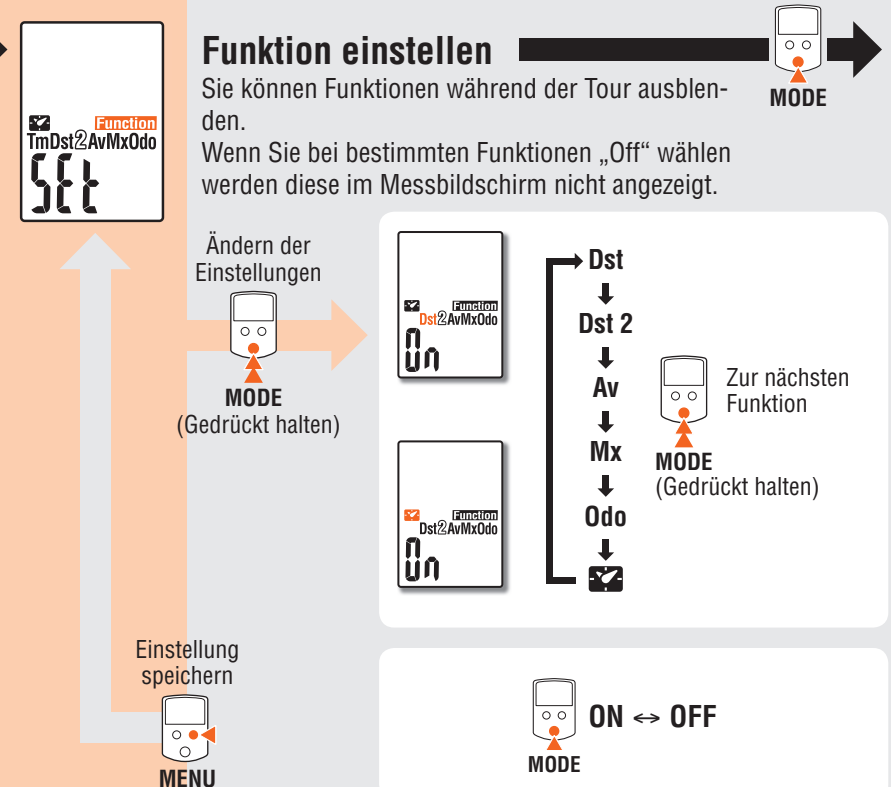 Funktion einstellen
MODE
Sie können Funktionen während der Tour ausblen-
den.
Wenn Sie bei bestimmten Funktionen „Off“ wählen
werden diese im Messbildschirm nicht angezeigt.
Function
TmDst2AvMxOdo
SEt
Ändern der
Einstellungen
MODE
(Gedrückt halten)
Function
Dst2AvMxOdo
On
Function
Dst2AvMxOdo
On
Dst
Dst 2
Av
Mx
Odo
Zur nächsten
Funktion
MODE
(Gedrückt halten)
Einstellung
speichern
MENU
ON ↔ OFF
MODE